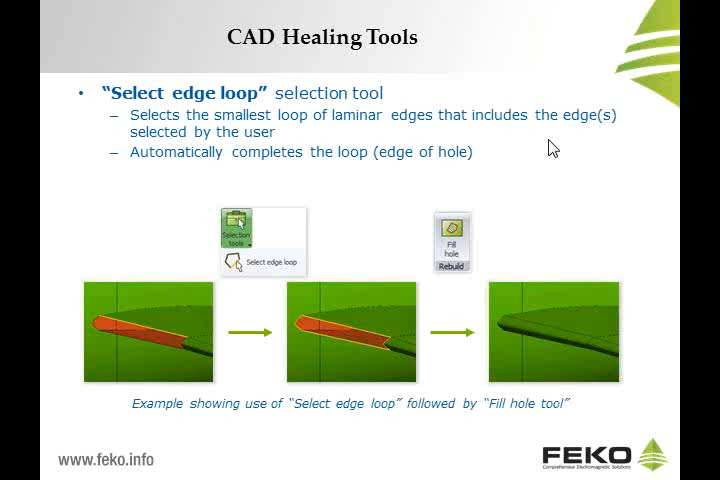 CAD Healing Tools
• "Select edge loop" selection tool
– Selects the smallest loop of laminar edges that includes the edge(s)
selected by the user
– Automatically completes the loop (edge of hole)
Selection
tools
Select edge loop
Fill
hole
Rebuild
Example showing use of "Select edge loop" followed by "Fill hole tool"
www.feko.info
FEKO
Comprehensive Electromagnetic Solutions